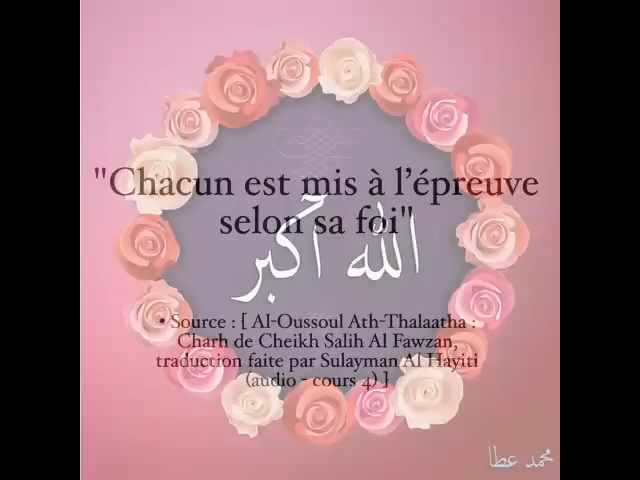 "Chacun est mis à l’épreuve
selon sa foi"
الله أكبر
• Source : [ Al-Oussoul Ath-Thalaatha :
Charh de Cheikh Salih Al Fawzan,
traduction faite par Sulayman Al Hayiti
(audio - cours 4) ]
محمد عطا